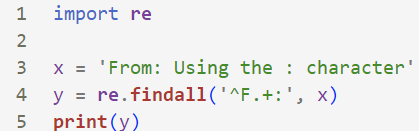 1 import re
2
3 x = 'From: Using the : character'
4 y = re.findall('^F.+:', x)
5 print(y)